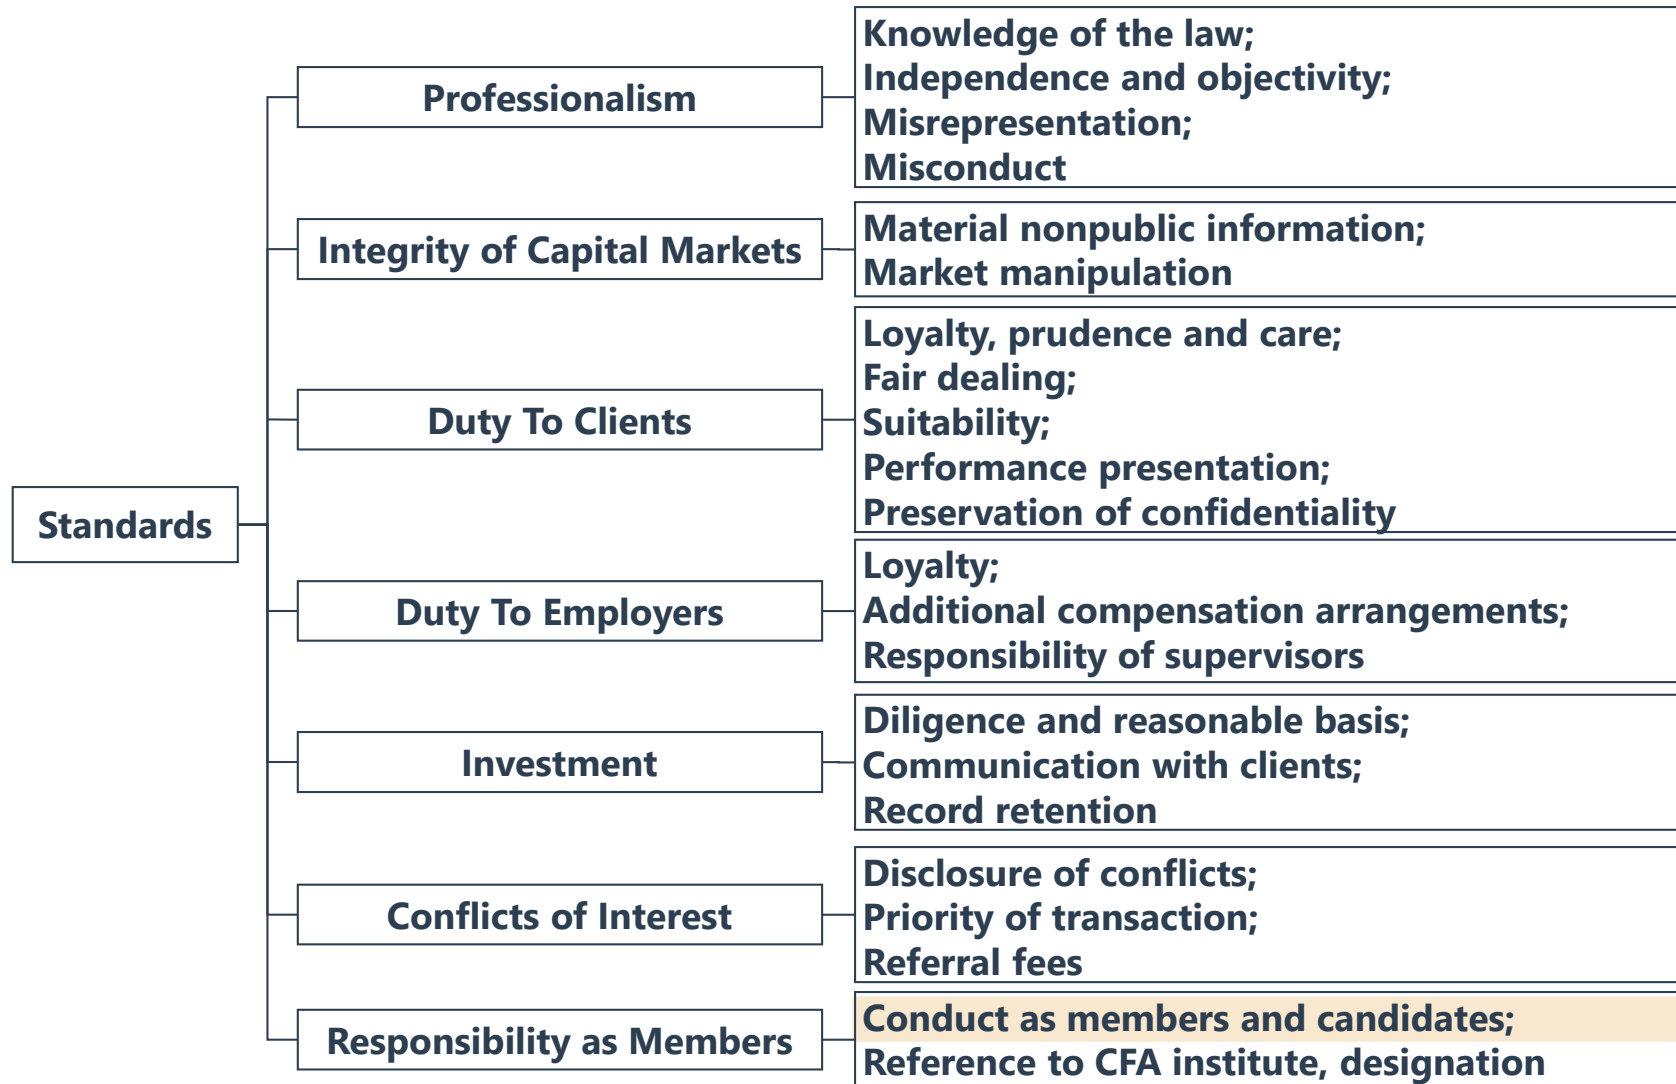 Standards
Professionalism
Knowledge of the law;
Independence and objectivity;
Misrepresentation;
Misconduct
Integrity of Capital Markets
Material nonpublic information;
Market manipulation
Duty To Clients
Loyalty, prudence and care;
Fair dealing;
Suitability;
Performance presentation;
Preservation of confidentiality
Duty To Employers
Loyalty;
Additional compensation arrangements;
Responsibility of supervisors
Investment
Diligence and reasonable basis;
Communication with clients;
Record retention
Conflicts of Interest
Disclosure of conflicts;
Priority of transaction;
Referral fees
Responsibility as Members
Conduct as members and candidates;
Reference to CFA institute, designation